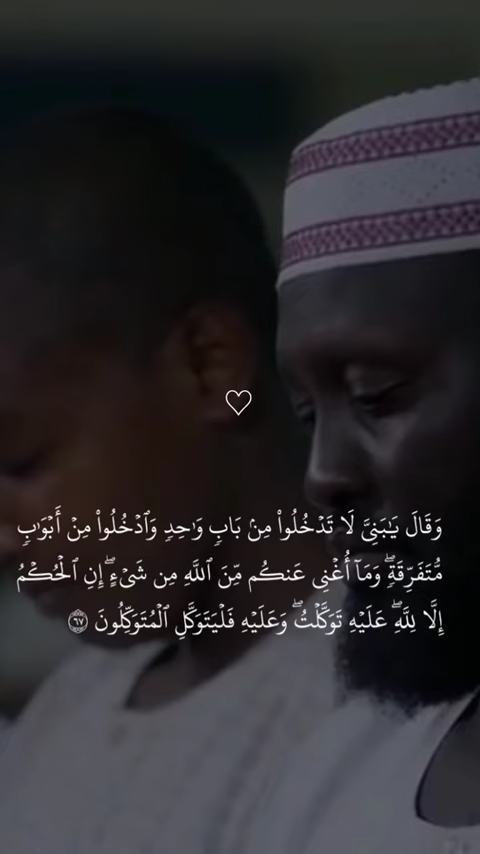 وَقَالَ يَٰبَنِىَّ لَا تَدْخُلُوا۟ مِنۢ بَابٍ وَٰحِدٍ وَٱدْخُلُوا۟ مِنْ أَبْوَٰبٍ
مُّتَفَرِّقَةٍ ۖ وَمَآ أُغْنِى عَنكُم مِّنَ ٱللَّهِ مِن شَىْءٍ ۖ إِنِ ٱلْحُكْمُ
إِلَّا لِلَّهِ ۖ عَلَيْهِ تَوَكَّلْتُ ۖ وَعَلَيْهِ فَلْيَتَوَكَّلِ ٱلْمُتَوَكِّلُونَ ۝٦٧